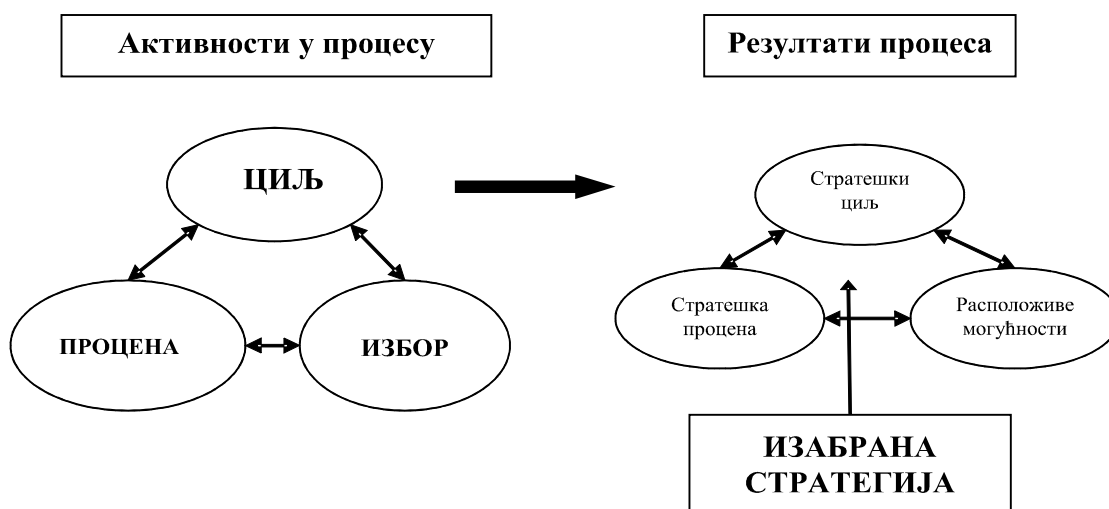 Активности у процесу
Резултати процеса
ЦИЉ
ПРОЦЕНА
ИЗБОР
Стратешки
циљ
Стратешка
процена
Расположиве
могућности
ИЗАБРАНА
СТРАТЕГИЈА